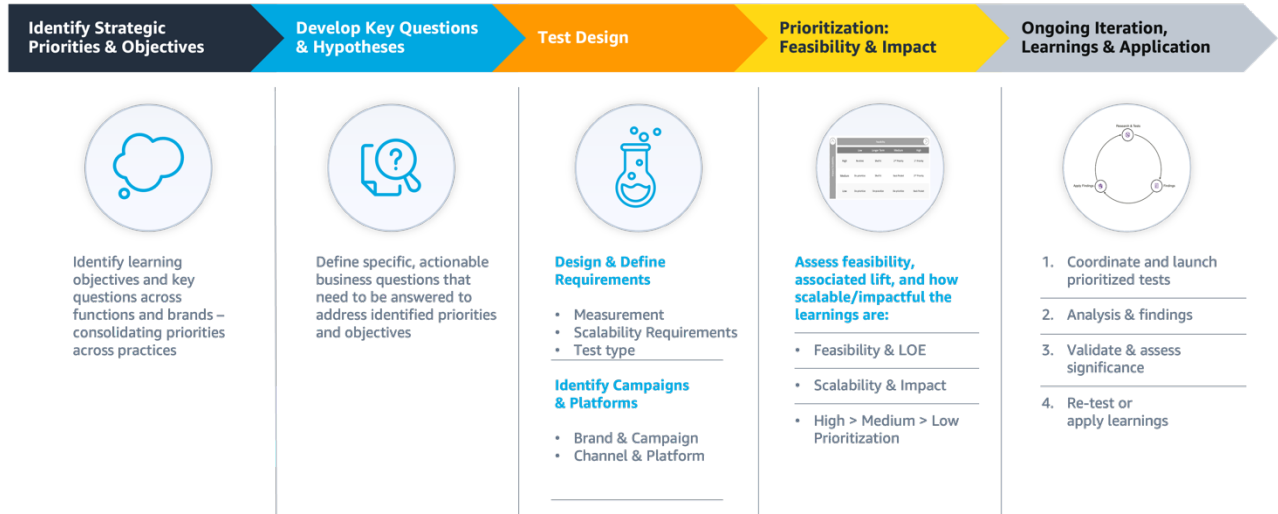 Identify Strategic
Priorities & Objectives
Develop Key Questions
& Hypotheses
Test Design
Prioritization:
Feasibility & Impact
Ongoing Iteration,
Learnings & Application
?
Research & Tests
Apply Findings
Findings
Identify learning
objectives and key
questions across
functions and brands –
consolidating priorities
across practices
Define specific, actionable
business questions that
need to be answered to
address identified priorities
and objectives
Design & Define
Requirements
• Measurement
• Scalability Requirements
• Test type
Identify Campaigns
& Platforms
• Brand & Campaign
• Channel & Platform
Assess feasibility,
associated lift, and how
scalable/impactful the
learnings are:
• Feasibility & LOE
• Scalability & Impact
• High > Medium > Low
Prioritization
1. Coordinate and launch
prioritized tests
2. Analysis & findings
3. Validate & assess
significance
4. Re-test or
apply learnings